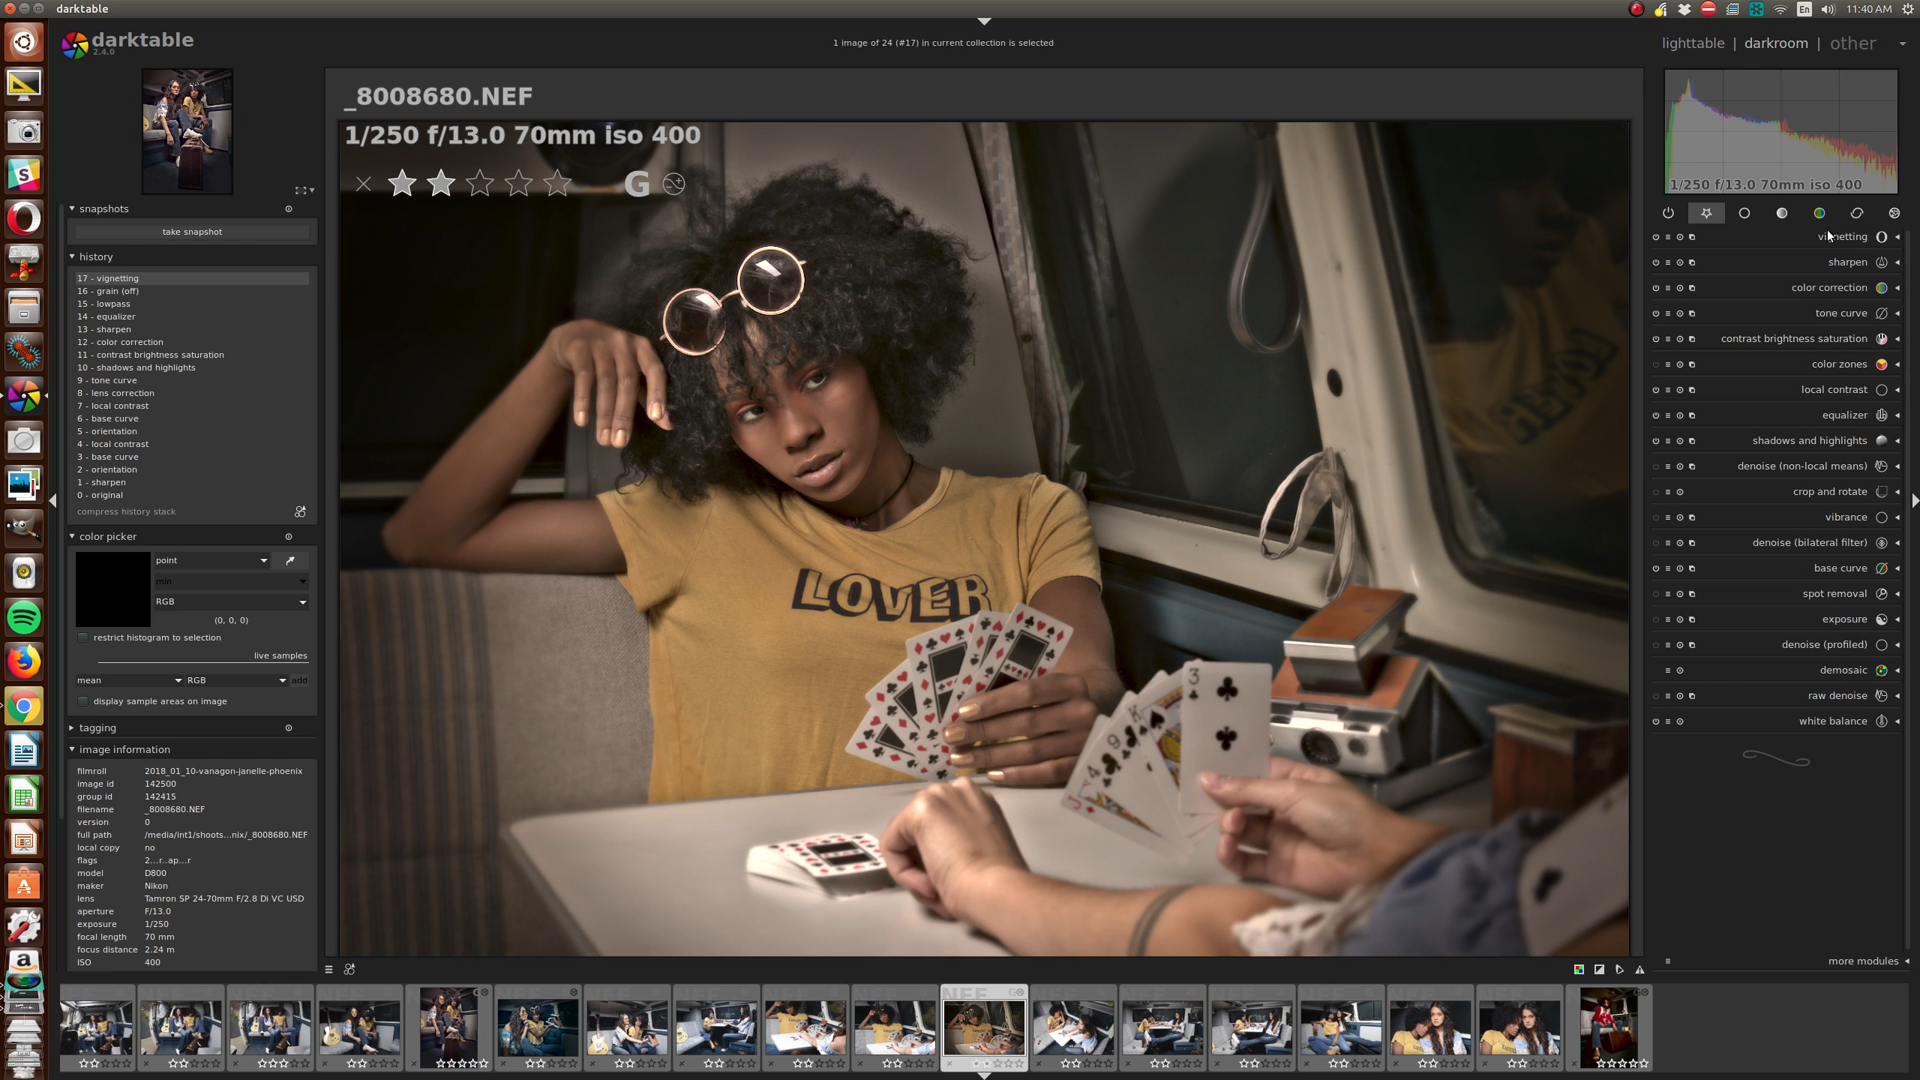 darktable
En
11:40 AM
darktable
2.4.0
1 image of 24 (#17) in current collection is selected
lighttable | darkroom | other
snapshots
take snapshot
history
17 - vignetting
16 - grain (off)
15 - lowpass
14 - equalizer
13 - sharpen
12 - color correction
11 - contrast brightness saturation
10 - shadows and highlights
9 - tone curve
8 - lens correction
7 - local contrast
6 - base curve
5 - orientation
4 - local contrast
3 - base curve
2 - orientation
1 - sharpen
0 - original
compress history stack
color picker
point
min
RGB
(0, 0, 0)
restrict histogram to selection
live samples
mean RGB add
display sample areas on image
tagging
image information
filmroll 2018_01_10-vanagon-janelle-phoenix
image id 142500
group id 142415
filename _8008680.NEF
version 0
full path /media/int1/shoots...nix/_8008680.NEF
local copy no
flags 2...r..ap...r
model D800
maker Nikon
lens Tamron SP 24-70mm F/2.8 Di VC USD
aperture F/13.0
exposure 1/250
focal length 70 mm
focus distance 2.24 m
ISO 400
_8008680.NEF
1/250 f/13.0 70mm iso 400
G
LOVER
3
K
9
4
J
1/250 f/13.0 70mm iso 400
vignetting
sharpen
color correction
tone curve
contrast brightness saturation
color zones
local contrast
equalizer
shadows and highlights
denoise (non-local means)
crop and rotate
vibrance
denoise (bilateral filter)
base curve
spot removal
exposure
denoise (profiled)
demosaic
raw denoise
white balance
more modules